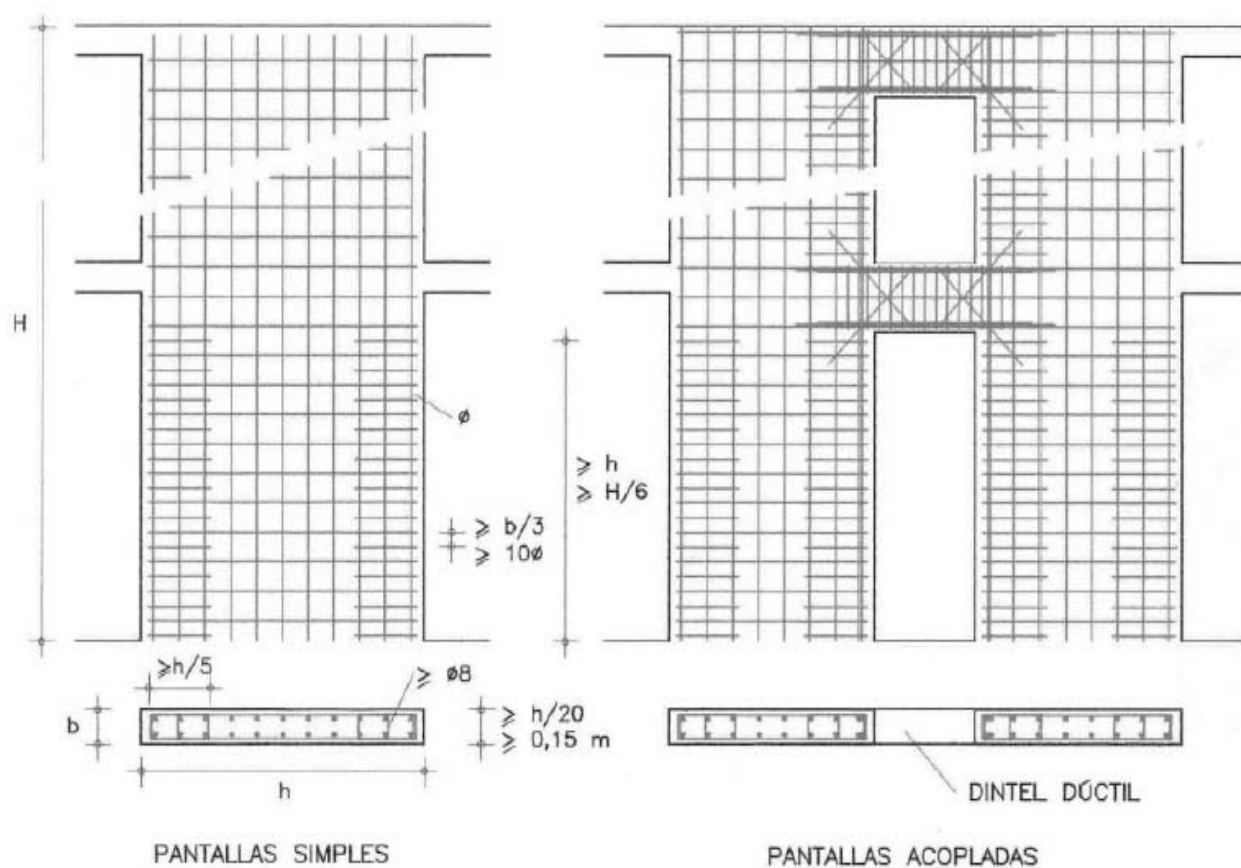 H
ø
⩾ h
⩾ H/6
⩾ b/3
⩾ 10ø
⩾h/5
⩾ ø8
b
⩾ h/20
⩾ 0,15 m
h
DINTEL DÚCTIL
PANTALLAS SIMPLES
PANTALLAS ACOPLADAS